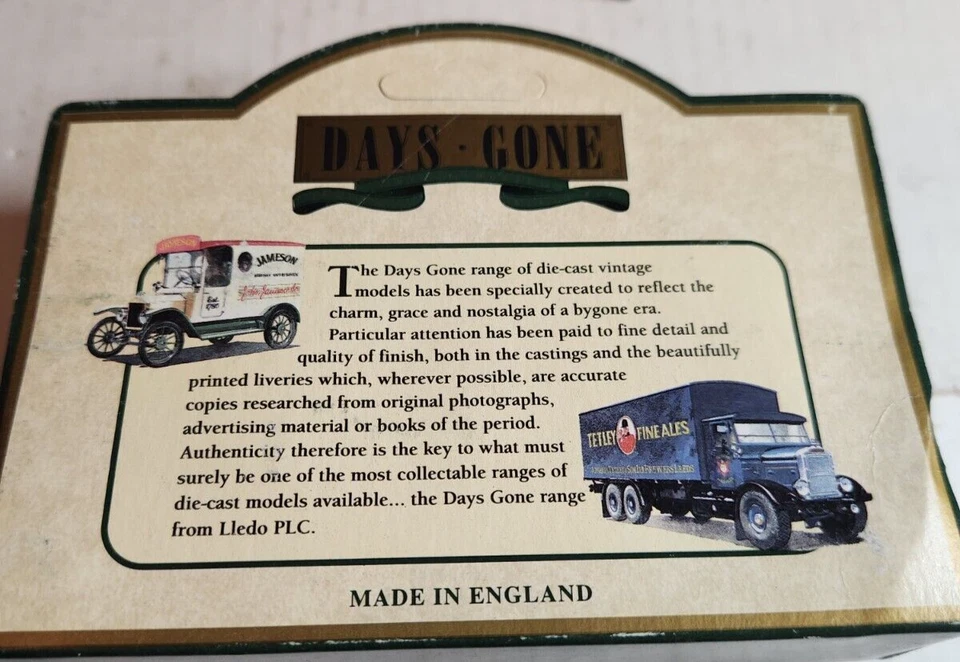 DAYS · GONE
JAMESON
JAMESON
Est.
1780
The Days Gone range of die-cast vintage
models has been specially created to reflect the
charm, grace and nostalgia of a bygone era.
Particular attention has been paid to fine detail and
quality of finish, both in the castings and the beautifully
printed liveries which, wherever possible, are accurate
copies researched from original photographs,
advertising material or books of the period.
Authenticity therefore is the key to what must
surely be one of the most collectable ranges of
die-cast models available... the Days Gone range
from Lledo PLC.
TETLEY FINE ALES
MADE IN ENGLAND